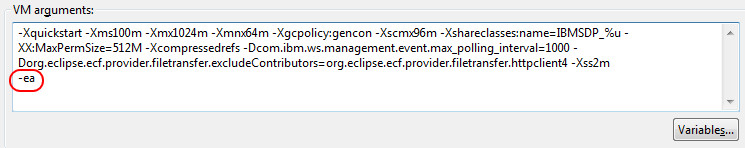 VM arguments:
-Xquickstart -Xms100m -Xmx1024m -Xmnx64m -Xgcpolicy:gencon -Xscmx96m -Xshareclasses:name=IBMSDP_%u -
XX:MaxPermSize=512M -Xcompressedrefs -Dcom.ibm.ws.management.event.max_polling_interval=1000 -
Dorg.eclipse.ecf.provider.filetransfer.excludeContributors=org.eclipse.ecf.provider.filetransfer.httpclient4 -Xss2m
-ea
Variables...